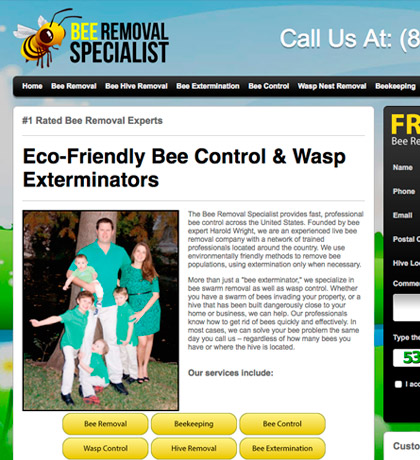 BEE REMOVAL
SPECIALIST
Call Us At: (8
Home Bee Removal Bee Hive Removal Bee Extermination Bee Control Wasp Nest Removal Beekeeping
#1 Rated Bee Removal Experts
Eco-Friendly Bee Control & Wasp
Exterminators
The Bee Removal Specialist provides fast, professional
bee control across the United States. Founded by bee
expert Harold Wright, we are an experienced live bee
removal company with a network of trained
professionals located around the country. We use
environmentally friendly methods to remove bee
populations, using extermination only when necessary.
More than just a "bee exterminator," we specialize in
bee swarm removal as well as wasp control. Whether
you have a swarm of bees invading your property, or a
hive that has been built dangerously close to your
home or business, we can help. Our professionals
know how to get rid of bees quickly and effectively. In
most cases, we can solve your bee problem the same
day you call us – regardless of how many bees you
have or where the hive is located.
Our services include:
Bee Removal Beekeeping Bee Control
Wasp Control Hive Removal Bee Extermination
FR
Bee Re
Name
Phone
Email
Postal C
Hive Lo
Commen
Type the
53
I acc
Custo